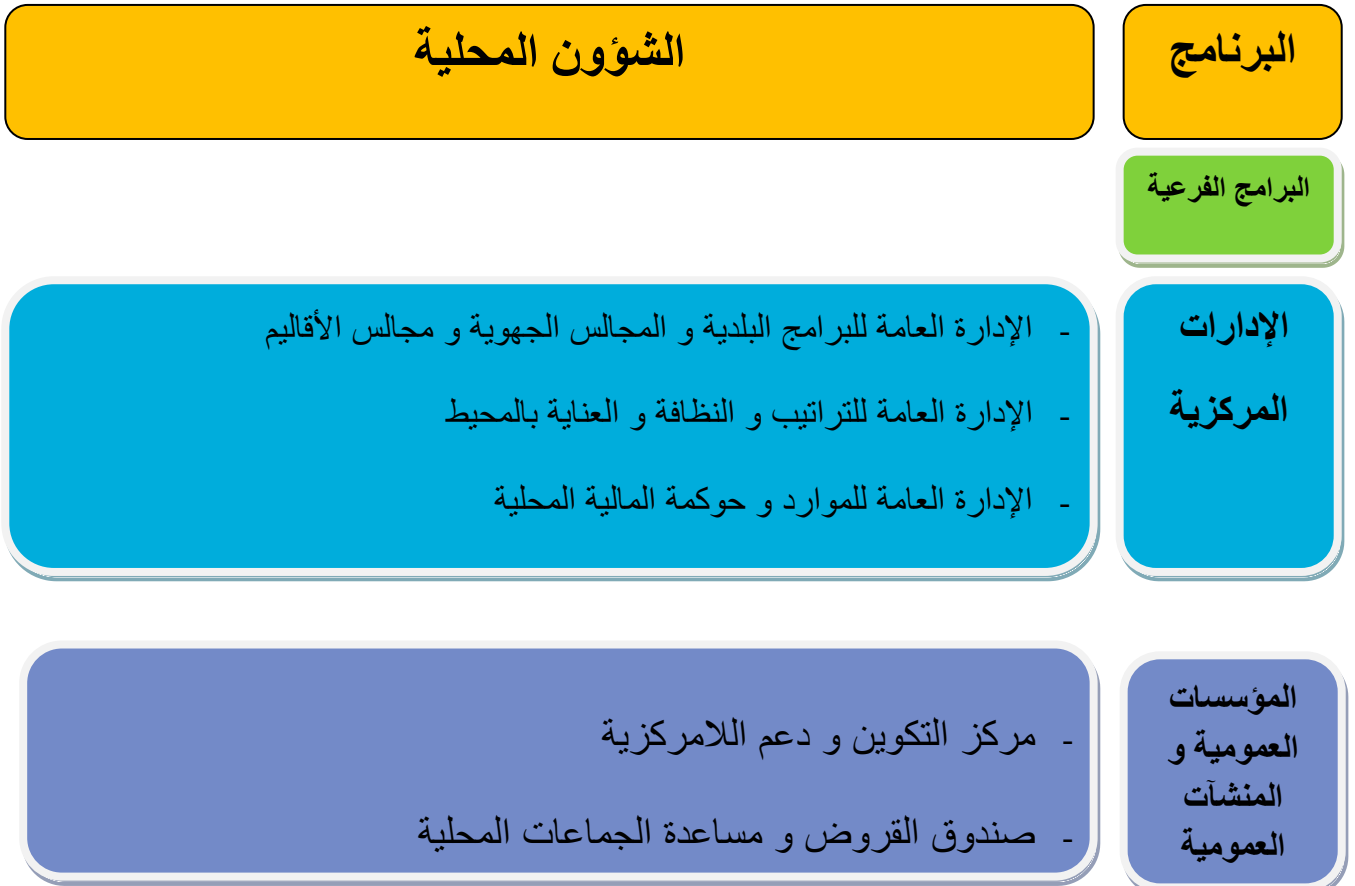 البرنامج
الشؤون المحلية
البرامج الفرعية
الإدارات
المركزية
- الإدارة العامة للبرامج البلدية و المجالس الجهوية و مجالس الأقاليم
- الإدارة العامة للتراتيب و النظافة و العناية بالمحيط
- الإدارة العامة للموارد و حوكمة المالية المحلية
المؤسسات
العمومية و
المنشآت
العمومية
- مركز التكوين و دعم اللامركزية
- صندوق القروض و مساعدة الجماعات المحلية